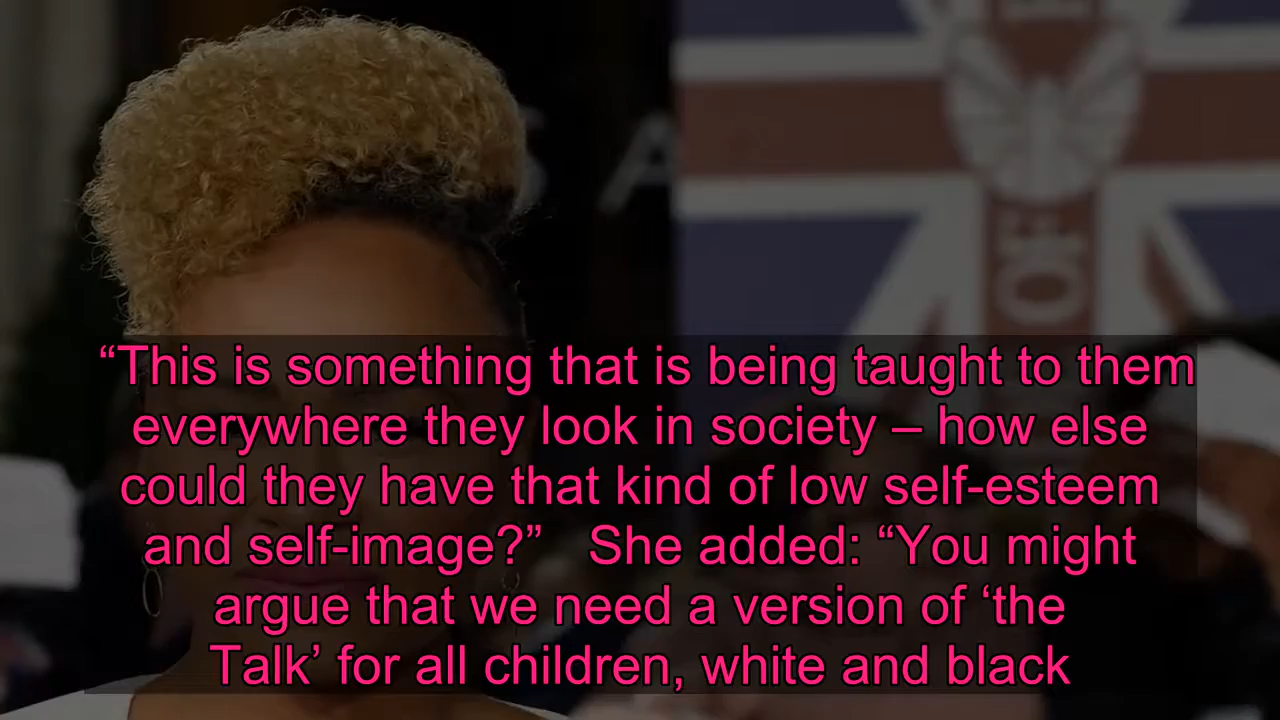 “This is something that is being taught to them
everywhere they look in society – how else
could they have that kind of low self-esteem
and self-image?”   She added: “You might
argue that we need a version of ‘the
Talk’ for all children, white and black